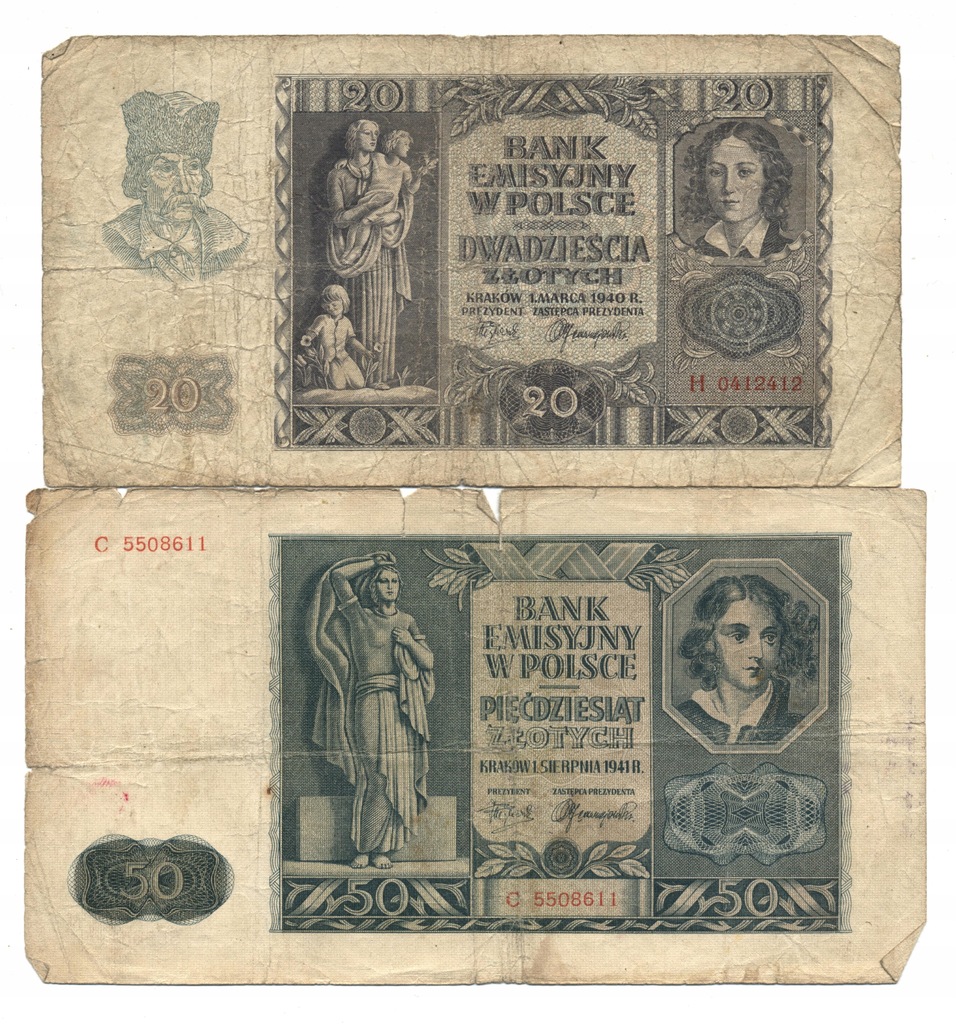 20 20
BANK
EMISYJNY
W POLSCE
DWADZIEŚCIA
ZŁOTYCH
KRAKÓW 1. MARCA 1940 R.
PREZYDENT ZASTĘPCA PREZYDENTA
H 0412412
20
20
C 5508611
BANK
EMISYJNY
W POLSCE
PIĘĆDZIESIĄT
ZŁOTYCH
KRAKÓW 1. SIERPNIA 1941 R.
PREZYDENT ZASTĘPCA PREZYDENTA
50
50 C 5508611 50